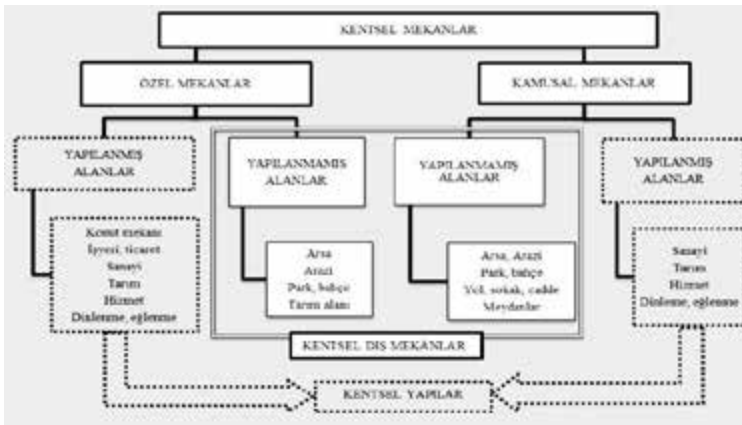 KENTSEL MEKANLAR
ÖZEL MEKANLAR
KAMUSAL MEKANLAR
YAPILANMIŞ
ALANLAR
YAPILANMAMIŞ
ALANLAR
YAPILANMAMIŞ
ALANLAR
YAPILANMIŞ
ALANLAR
Konut mekanı
İşyeri, ticaret
Sanayi
Tarım
Hizmet
Dinlenme, eğlenme
Arsa
Arazi
Park, bahçe
Tarım alanı
Arsa, Arazi
Park, bahçe
Yol, sokak, cadde
Meydanlar
Sanayi
Tarım
Hizmet
Dinlenme, eğlenme
KENTSEL DIŞ MEKANLAR
KENTSEL YAPILAR